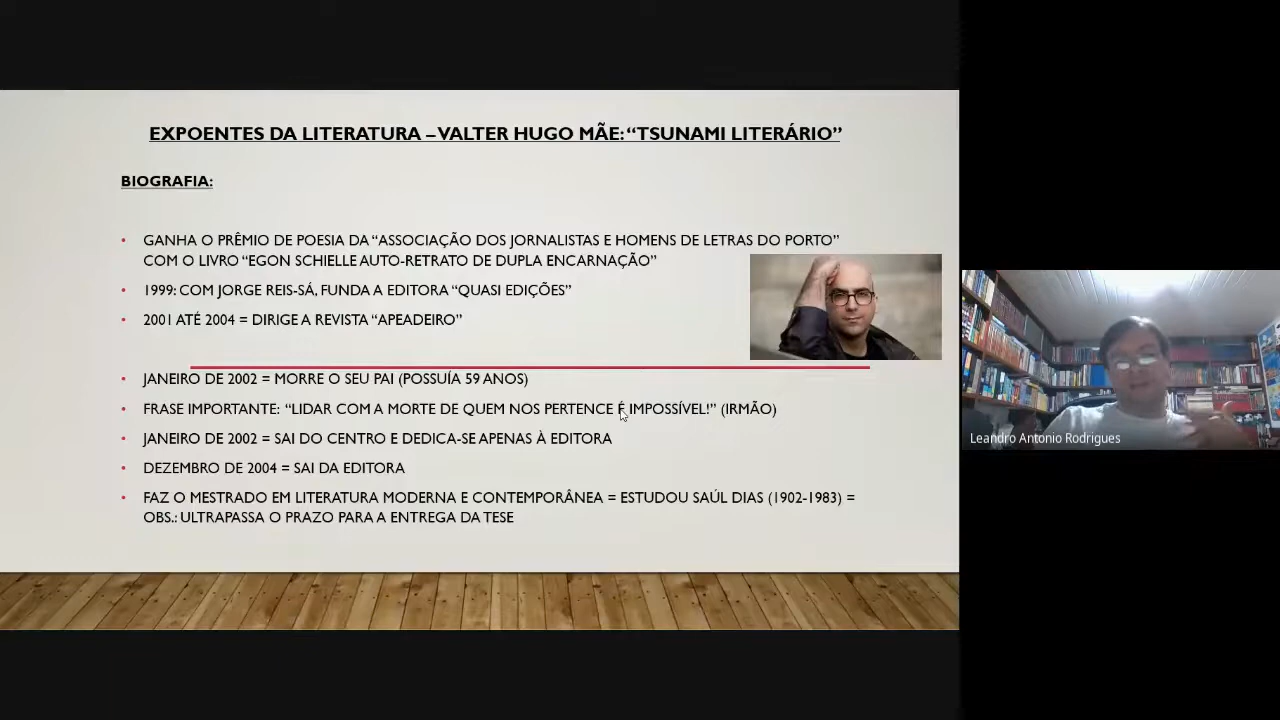 EXPOENTES DA LITERATURA – VALTER HUGO MÃE: “TSUNAMI LITERÁRIO”
BIOGRAFIA:
• GANHA O PRÊMIO DE POESIA DA “ASSOCIAÇÃO DOS JORNALISTAS E HOMENS DE LETRAS DO PORTO”
COM O LIVRO “EGON SCHIELLE AUTO-RETRATO DE DUPLA ENCARNAÇÃO”
• 1999: COM JORGE REIS-SÁ, FUNDA A EDITORA “QUASI EDIÇÕES”
• 2001 ATÉ 2004 = DIRIGE A REVISTA “APEADEIRO”
• JANEIRO DE 2002 = MORRE O SEU PAI (POSSUÍA 59 ANOS)
• FRASE IMPORTANTE: “LIDAR COM A MORTE DE QUEM NOS PERTENCE É IMPOSSÍVEL!” (IRMÃO)
• JANEIRO DE 2002 = SAI DO CENTRO E DEDICA-SE APENAS À EDITORA
• DEZEMBRO DE 2004 = SAI DA EDITORA
• FAZ O MESTRADO EM LITERATURA MODERNA E CONTEMPORÂNEA = ESTUDOU SAÚL DIAS (1902-1983) =
OBS.: ULTRAPASSA O PRAZO PARA A ENTREGA DA TESE
Leandro Antonio Rodrigues